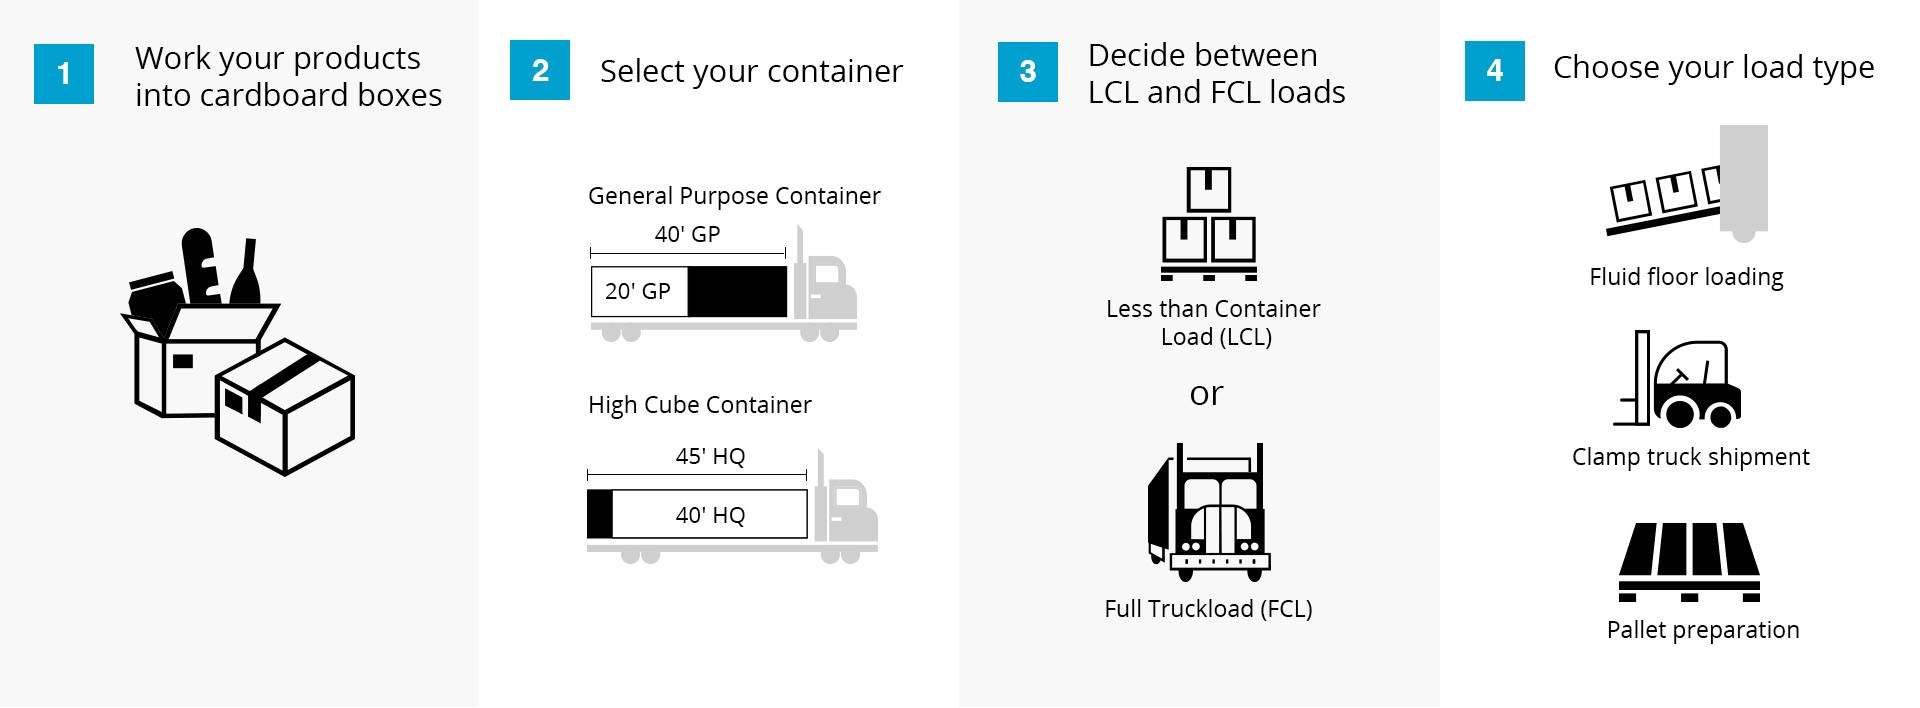 1
Work your products
into cardboard boxes
2
Select your container
General Purpose Container
40' GP
20' GP
High Cube Container
45' HQ
40' HQ
3
Decide between
LCL and FCL loads
Less than Container
Load (LCL)
or
Full Truckload (FCL)
4
Choose your load type
Fluid floor loading
Clamp truck shipment
Pallet preparation